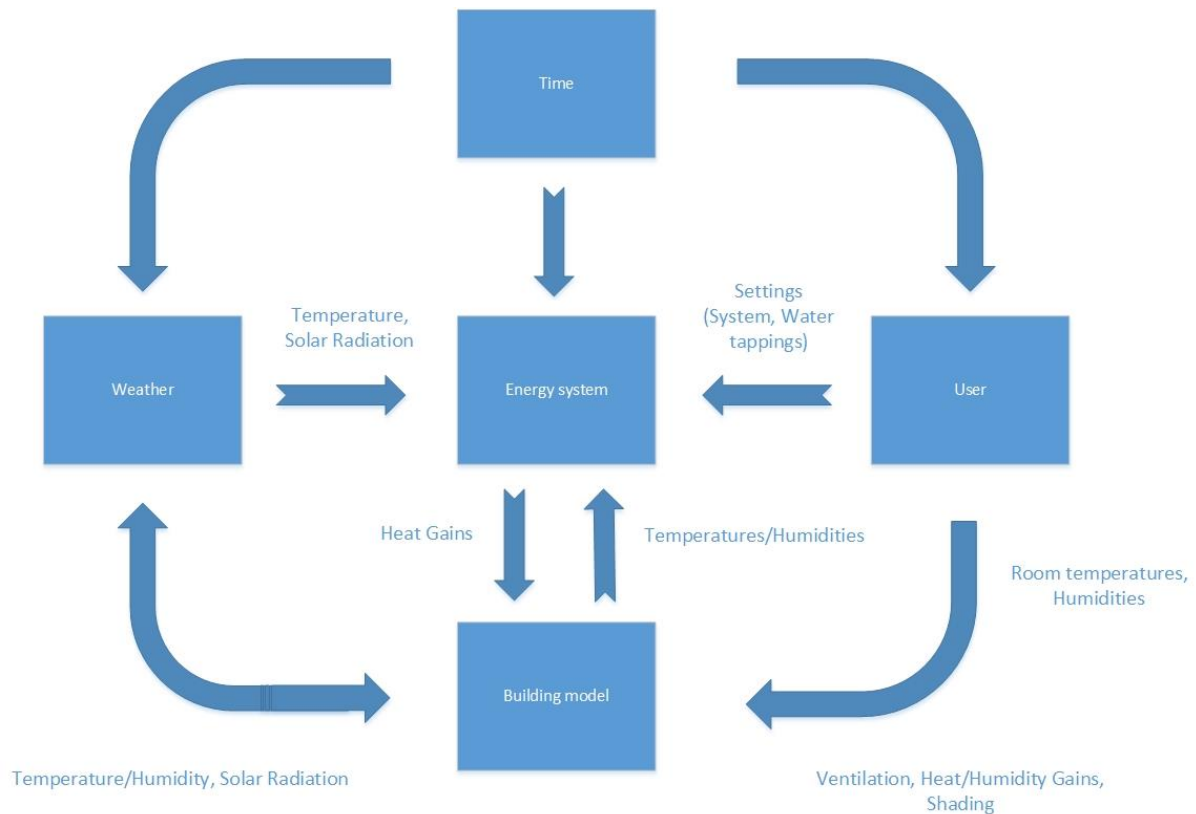 Time
Temperature,
Solar Radiation
Settings
(System, Water
tappings)
Weather
Energy system
User
Heat Gains
Temperatures/Humidities
Room temperatures,
Humidities
Building model
Temperature/Humidity, Solar Radiation
Ventilation, Heat/Humidity Gains,
Shading